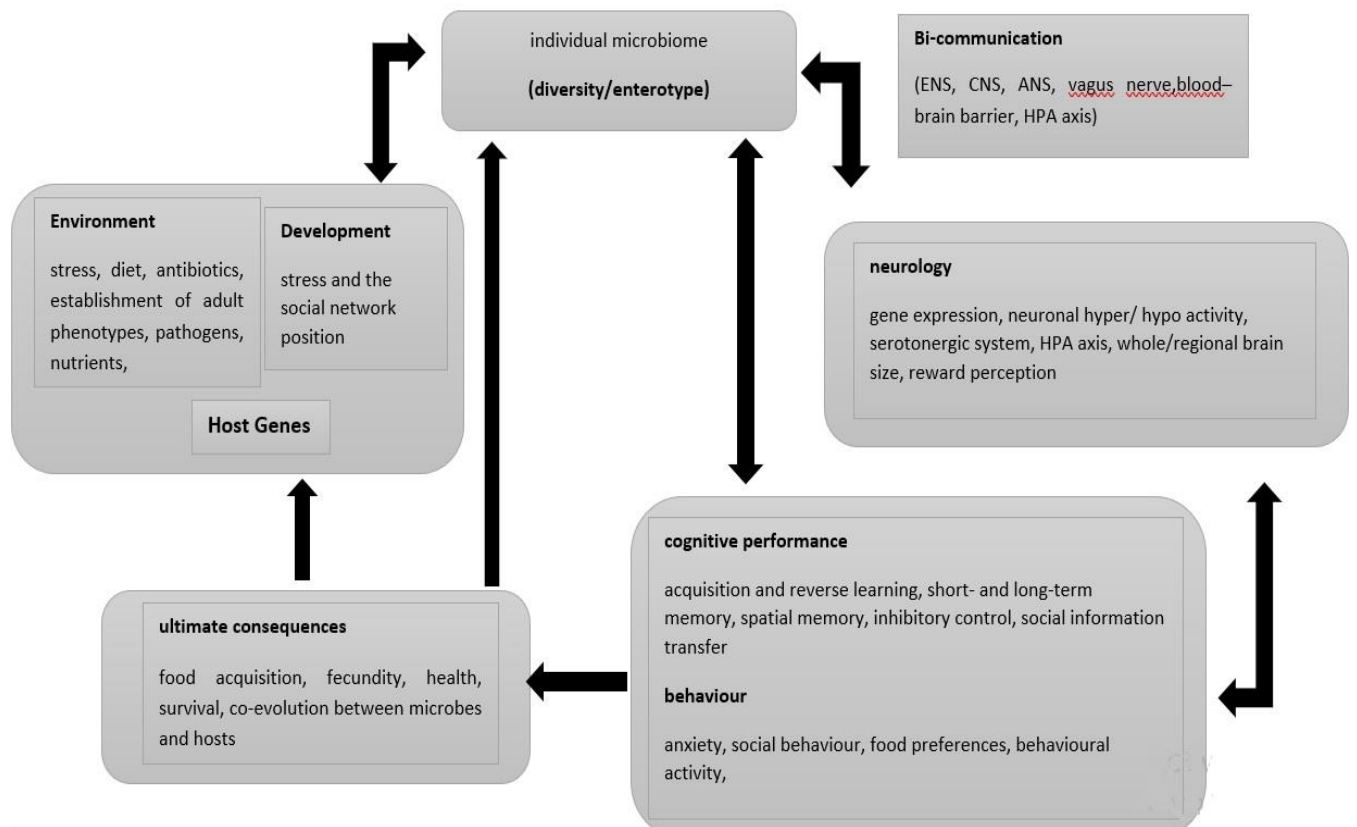 individual microbiome
(diversity/enterotype)
Bi-communication
(ENS, CNS, ANS, vagus nerve,blood–
brain barrier, HPA axis)
Environment
stress, diet, antibiotics,
establishment of adult
phenotypes, pathogens,
nutrients,
Development
stress and the
social network
position
Host Genes
neurology
gene expression, neuronal hyper/ hypo activity,
serotonergic system, HPA axis, whole/regional brain
size, reward perception
ultimate consequences
food acquisition, fecundity, health,
survival, co-evolution between microbes
and hosts
cognitive performance
acquisition and reverse learning, short- and long-term
memory, spatial memory, inhibitory control, social information
transfer
behaviour
anxiety, social behaviour, food preferences, behavioural
activity,